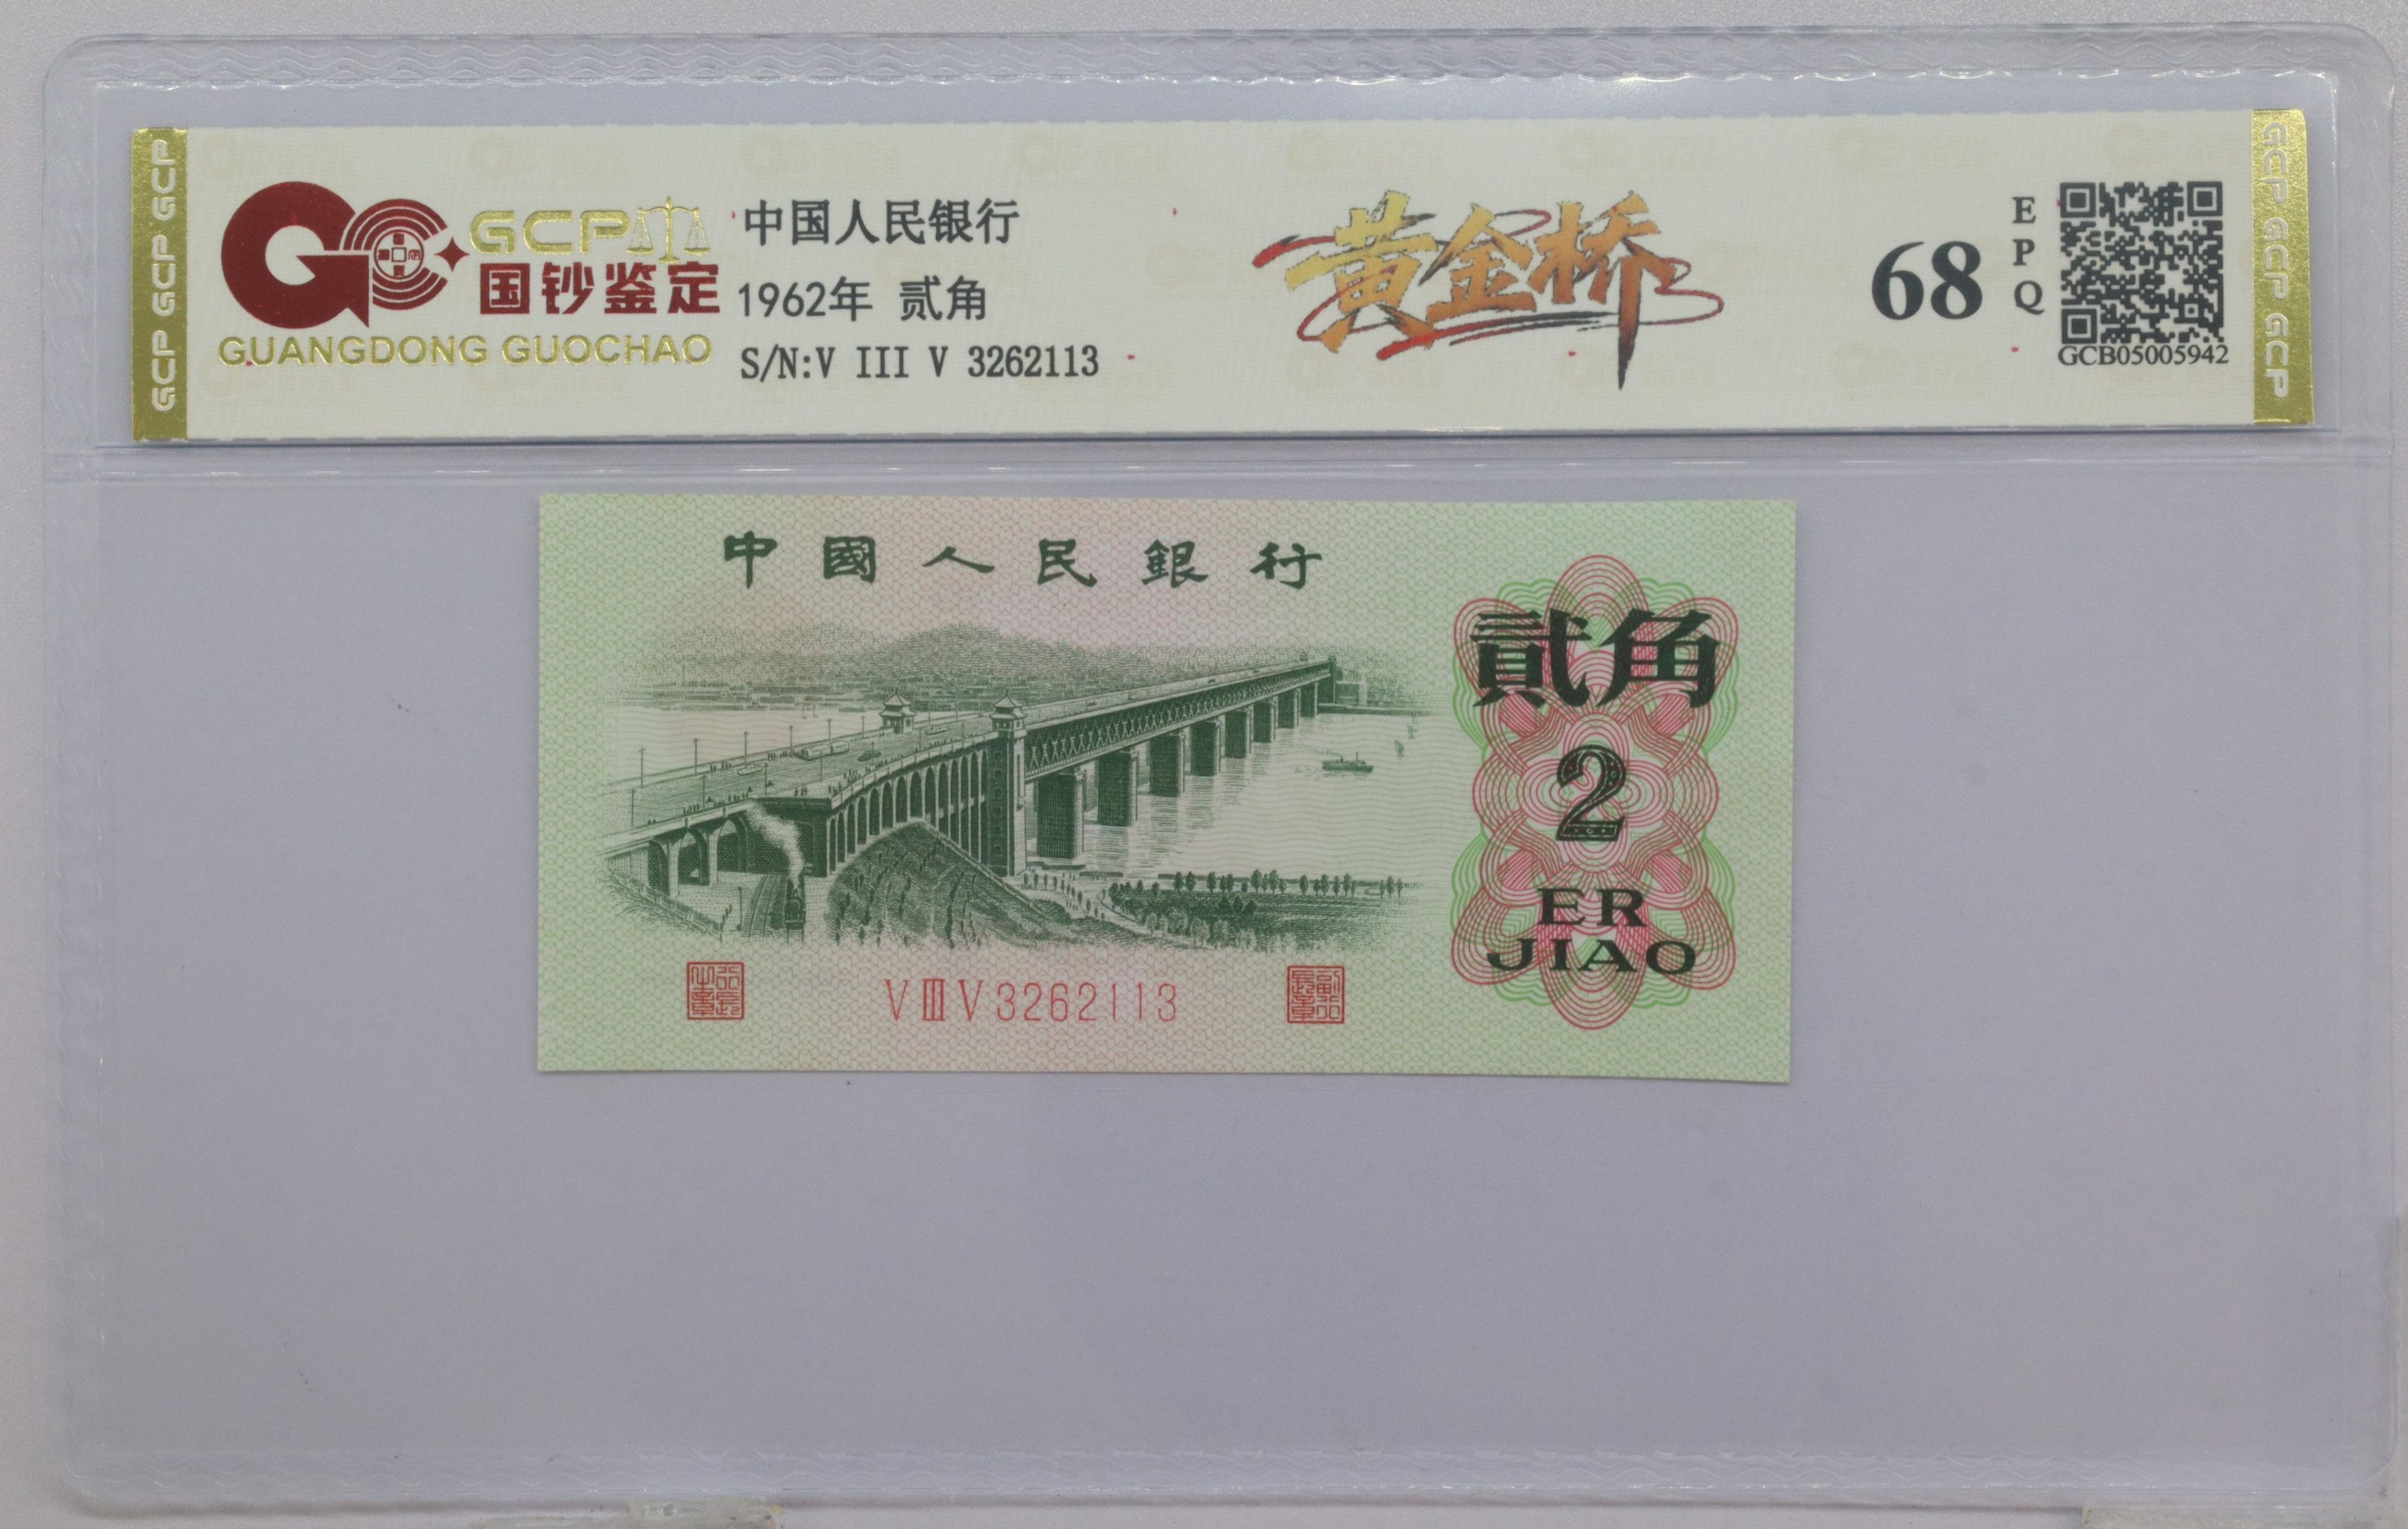 GCP GCP GCP
GCP
国钞鉴定
GUANGDONG GUOCHAO
中国人民银行
1962年 贰角
S/N:V III V 3262113
黄金桥
68
EPQ
GCB05005942
GCP GCP GCP
中國人民銀行
貳角
2
ER
JIAO
VIIIV3262113